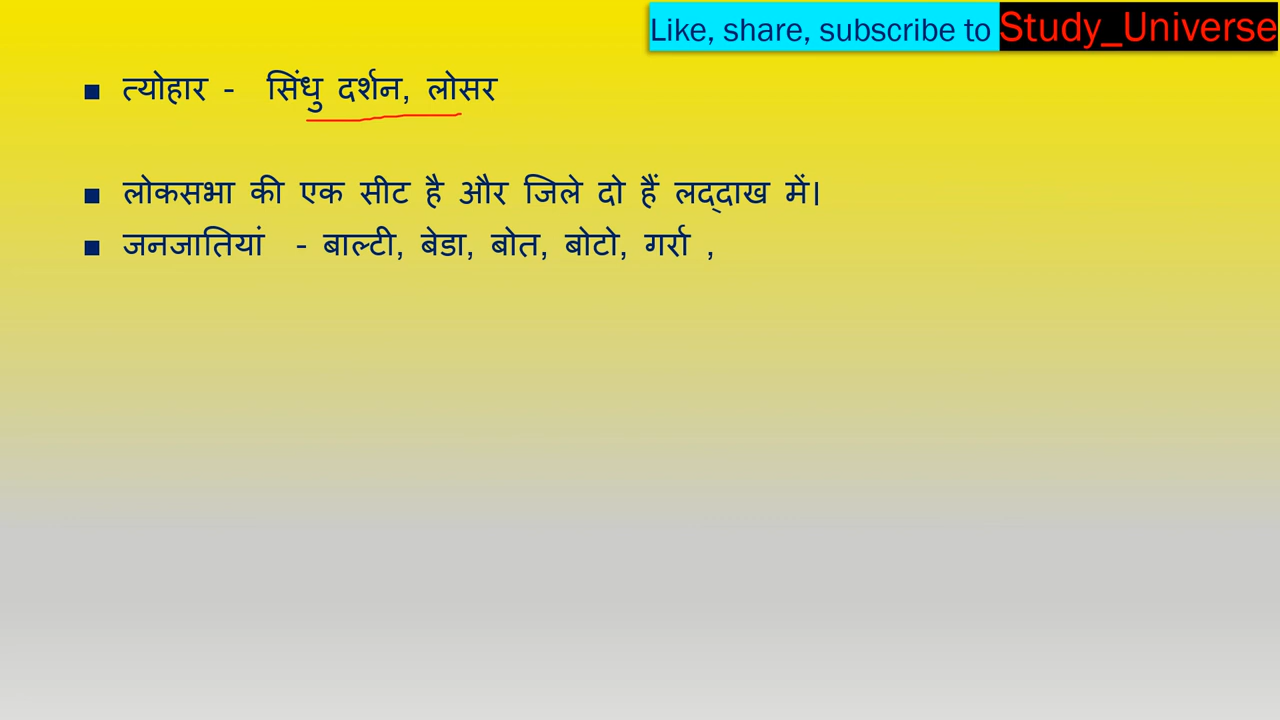 Like, share, subscribe to Study_Universe
▪ त्योहार - सिंधु दर्शन, लोसर
▪ लोकसभा की एक सीट है और जिले दो हैं लद्दाख में।
▪ जनजातियां - बाल्टी, बेडा, बोत, बोटो, गर्रा ,